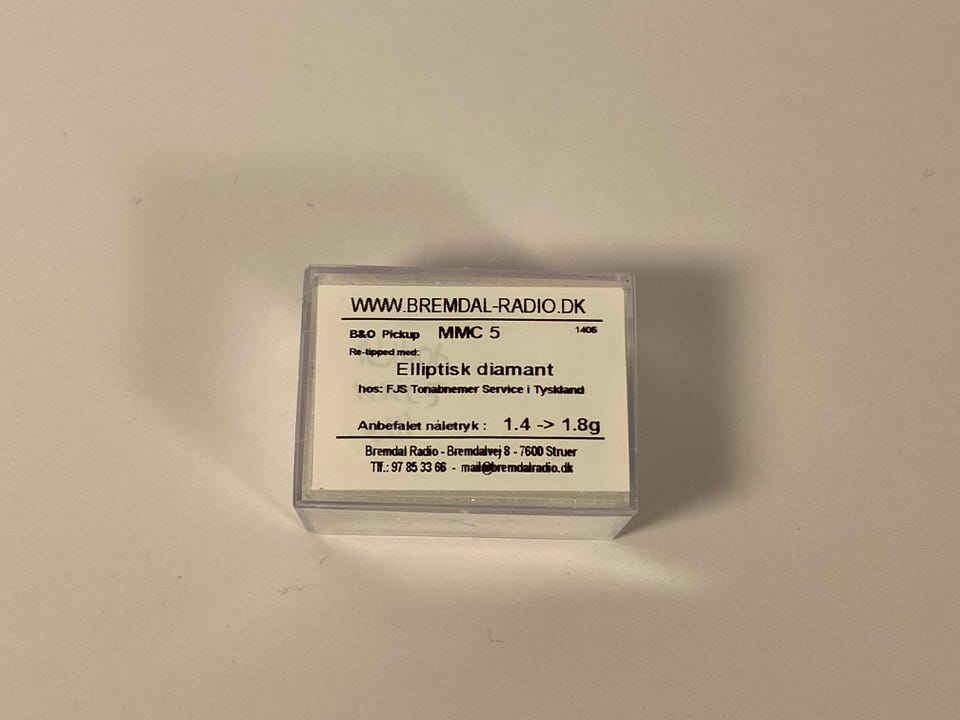 WWW.BREMDAL-RADIO.DK
B&O Pickup MMC 5 1406
Re-tipped med:
Elliptisk diamant
hos: FJS Tonabnemer Service i Tyskland
Anbefalet nåletryk : 1.4 -> 1.8g
Bremdal Radio - Bremdalvej 8 - 7600 Struer
Tlf.: 97 85 33 66 - mail@bremdalradio.dk